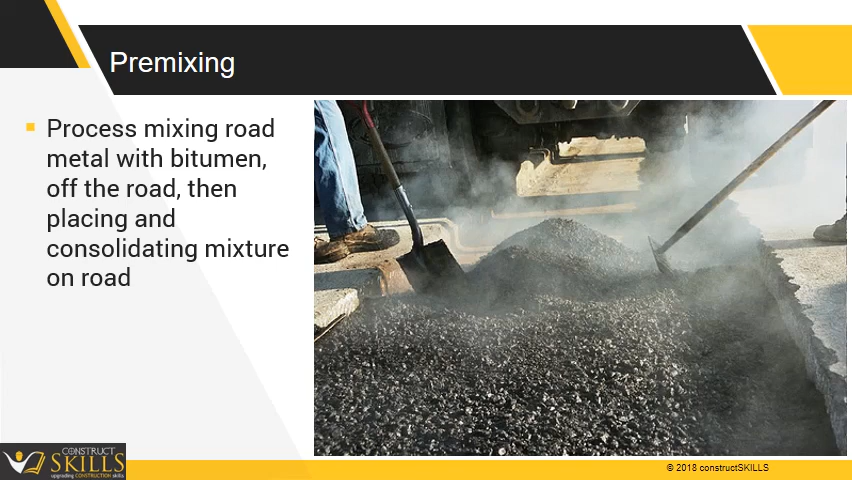 Premixing
Process mixing road
metal with bitumen,
off the road, then
placing and
consolidating mixture
on road
CONSTRUCT
SKILLS
upgrading CONSTRUCTION skills
© 2018 constructSKILLS